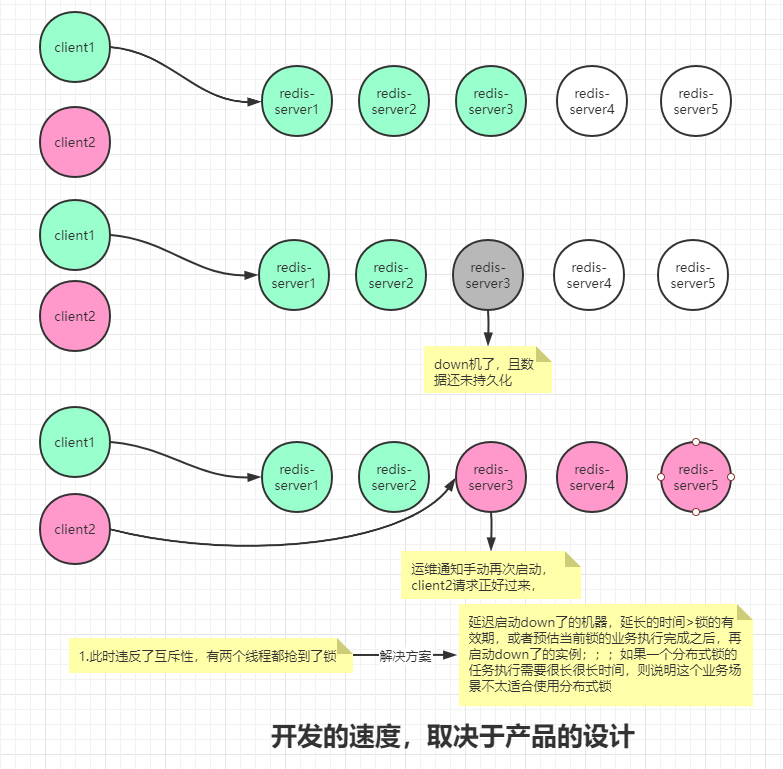 client1
redis-
server1
redis-
server2
redis-
server3
redis-
server4
redis-
server5
client2
client1
redis-
server1
redis-
server2
redis-
server3
redis-
server4
redis-
server5
client2
down机了，且数
据还未持久化
client1
redis-
server1
redis-
server2
redis-
server3
redis-
server4
redis-
server5
client2
运维通知手动再次启动，
client2请求正好过来，
1.此时违反了互斥性，有两个线程都抢到了锁
解决方案
延迟启动down了的机器，延长的时间>锁的有
效期，或者预估当前锁的业务执行完成之后，再
启动down了的实例；；；如果一个分布式锁的
任务执行需要很长很长时间，则说明这个业务场
景不太适合使用分布式锁
开发的速度，取决于产品的设计